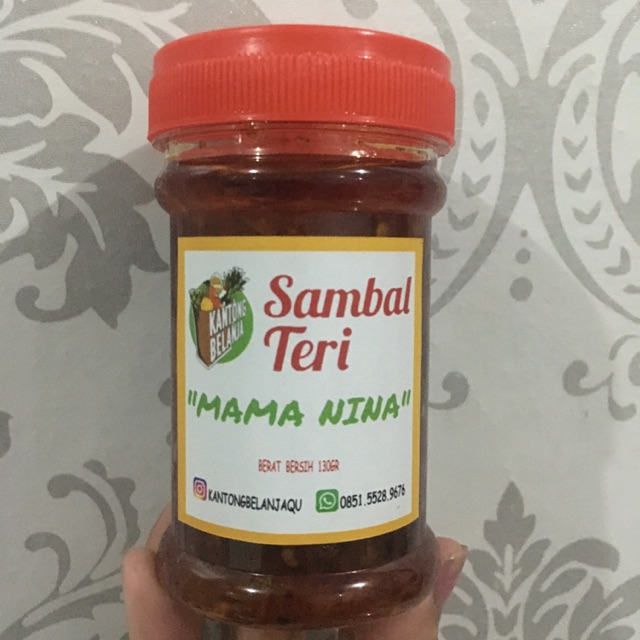 KANTONG
BELANJA
Sambal
Teri
"MAMA NINA"
BERAT BERSIH 130GR
KANTONGBELANJAQU
0851.5528.9676